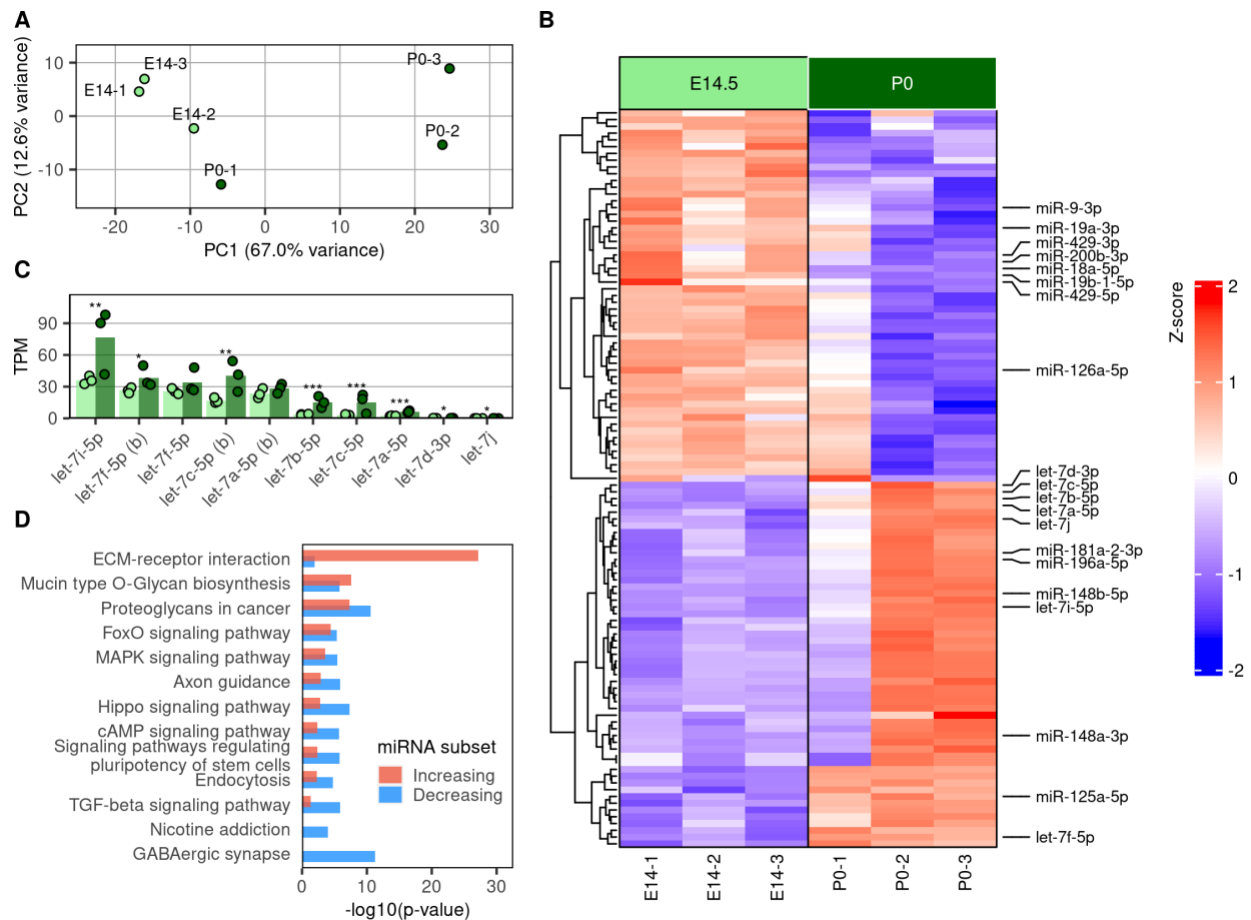 A
PC2 (12.6% variance)
10
0
-10
E14-3
E14-1
E14-2
P0-1
P0-3
P0-2
-20
-10
0
10
20
30
PC1 (67.0% variance)
B
E14.5
P0
miR-9-3p
miR-19a-3p
miR-429-3p
miR-200b-3p
miR-18a-5p
miR-19b-1-5p
miR-429-5p
miR-126a-5p
let-7d-3p
let-7c-5p
let-7b-5p
let-7a-5p
let-7j
miR-181a-2-3p
miR-196a-5p
miR-148b-5p
let-7i-5p
miR-148a-3p
miR-125a-5p
let-7f-5p
E14-1
E14-2
E14-3
P0-1
P0-2
P0-3
Z-score
2
1
0
-1
-2
C
TPM
90
60
30
0
**
*
**
***
***
***
*
*
let-7i-5p
let-7f-5p (b)
let-7f-5p
let-7c-5p (b)
let-7a-5p (b)
let-7b-5p
let-7c-5p
let-7a-5p
let-7d-3p
let-7j
D
ECM-receptor interaction
Mucin type O-Glycan biosynthesis
Proteoglycans in cancer
FoxO signaling pathway
MAPK signaling pathway
Axon guidance
Hippo signaling pathway
cAMP signaling pathway
Signaling pathways regulating
pluripotency of stem cells
Endocytosis
TGF-beta signaling pathway
Nicotine addiction
GABAergic synapse
miRNA subset
Increasing
Decreasing
0
10
20
30
-log10(p-value)